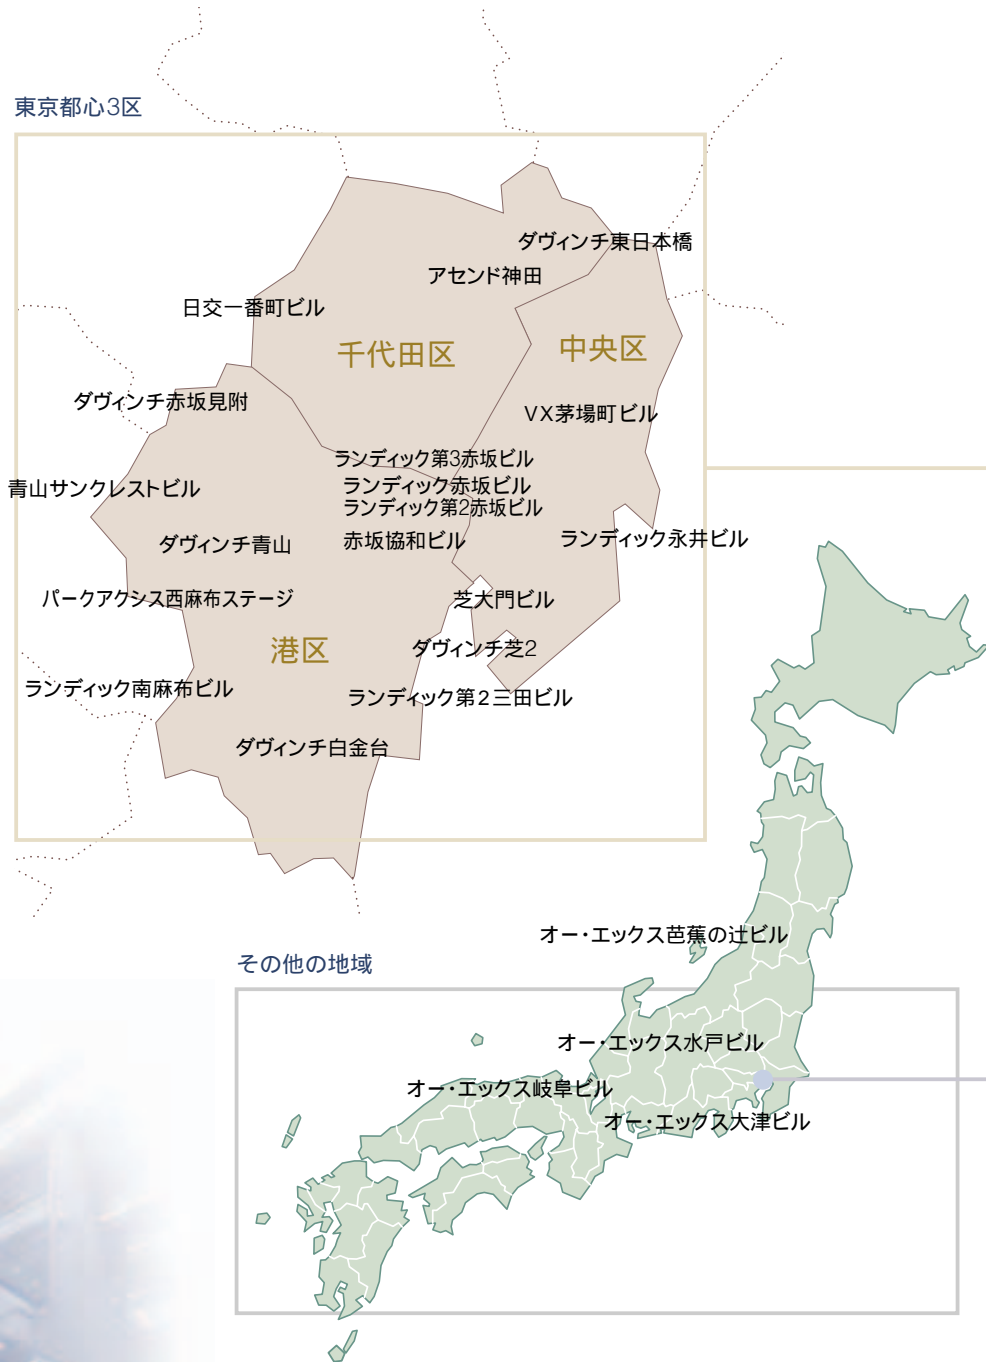 東京都心3区
ダヴィンチ東日本橋
アセンド神田
日交一番町ビル
千代田区
中央区
ダヴィンチ赤坂見附
VX茅場町ビル
ランディック第3赤坂ビル
青山サンクレストビル
ランディック赤坂ビル
ランディック第2赤坂ビル
ダヴィンチ青山
赤坂協和ビル
ランディック永井ビル
パークアクシス西麻布ステージ
芝大門ビル
港区
ダヴィンチ芝2
ランディック南麻布ビル
ランディック第2三田ビル
ダヴィンチ白金台
オー・エックス芭蕉の辻ビル
その他の地域
オー・エックス水戸ビル
オー・エックス岐阜ビル
オー・エックス大津ビル